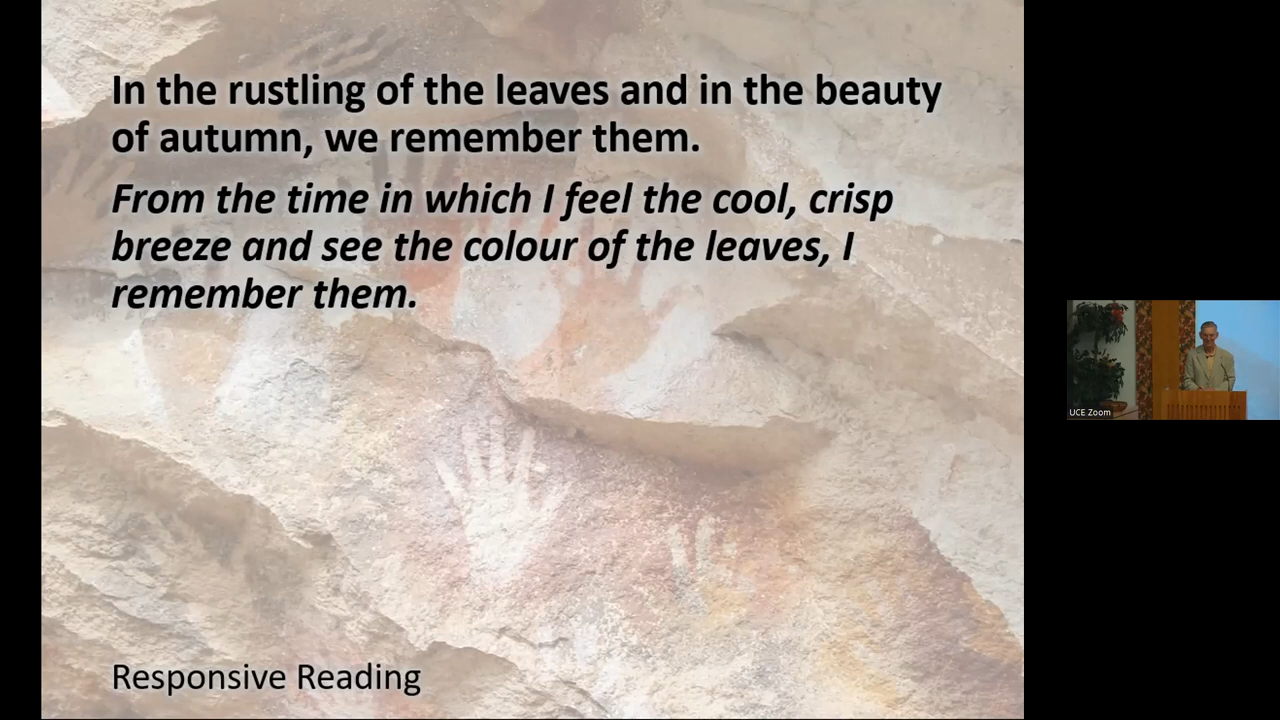 In the rustling of the leaves and in the beauty
of autumn, we remember them.
From the time in which I feel the cool, crisp
breeze and see the colour of the leaves, I
remember them.
Responsive Reading
UCE Zoom